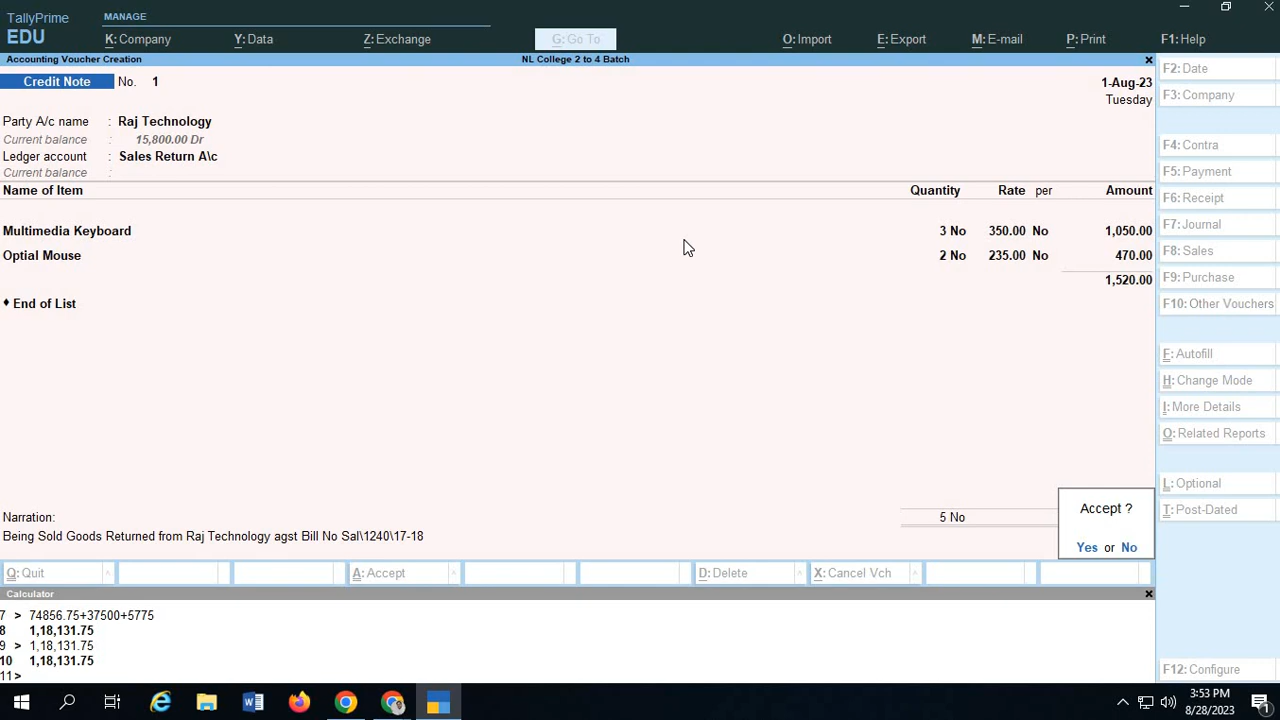 TallyPrime
EDU
MANAGE
K: Company
Y: Data
Z: Exchange
G: Go To
O: Import
E: Export
M: E-mail
P: Print
F1: Help
Accounting Voucher Creation
NL College 2 to 4 Batch
Credit Note No. 1
1-Aug-23
Tuesday
Party A/c name : Raj Technology
Current balance : 15,800.00 Dr
Ledger account : Sales Return A\c
Current balance :
Name of Item Quantity Rate per Amount
Multimedia Keyboard 3 No 350.00 No 1,050.00
Optial Mouse 2 No 235.00 No 470.00
1,520.00
♦ End of List
Narration:
5 No
Being Sold Goods Returned from Raj Technology agst Bill No Sal\1240\17-18
Accept ?
Yes or No
F2: Date
F3: Company
F4: Contra
F5: Payment
F6: Receipt
F7: Journal
F8: Sales
F9: Purchase
F10: Other Vouchers
F: Autofill
H: Change Mode
I: More Details
O: Related Reports
L: Optional
T: Post-Dated
F12: Configure
Q: Quit
A: Accept
D: Delete
X: Cancel Vch
Calculator
7 > 74856.75+37500+5775
8 1,18,131.75
9 > 1,18,131.75
10 1,18,131.75
11 >
3:53 PM
8/28/2023
1